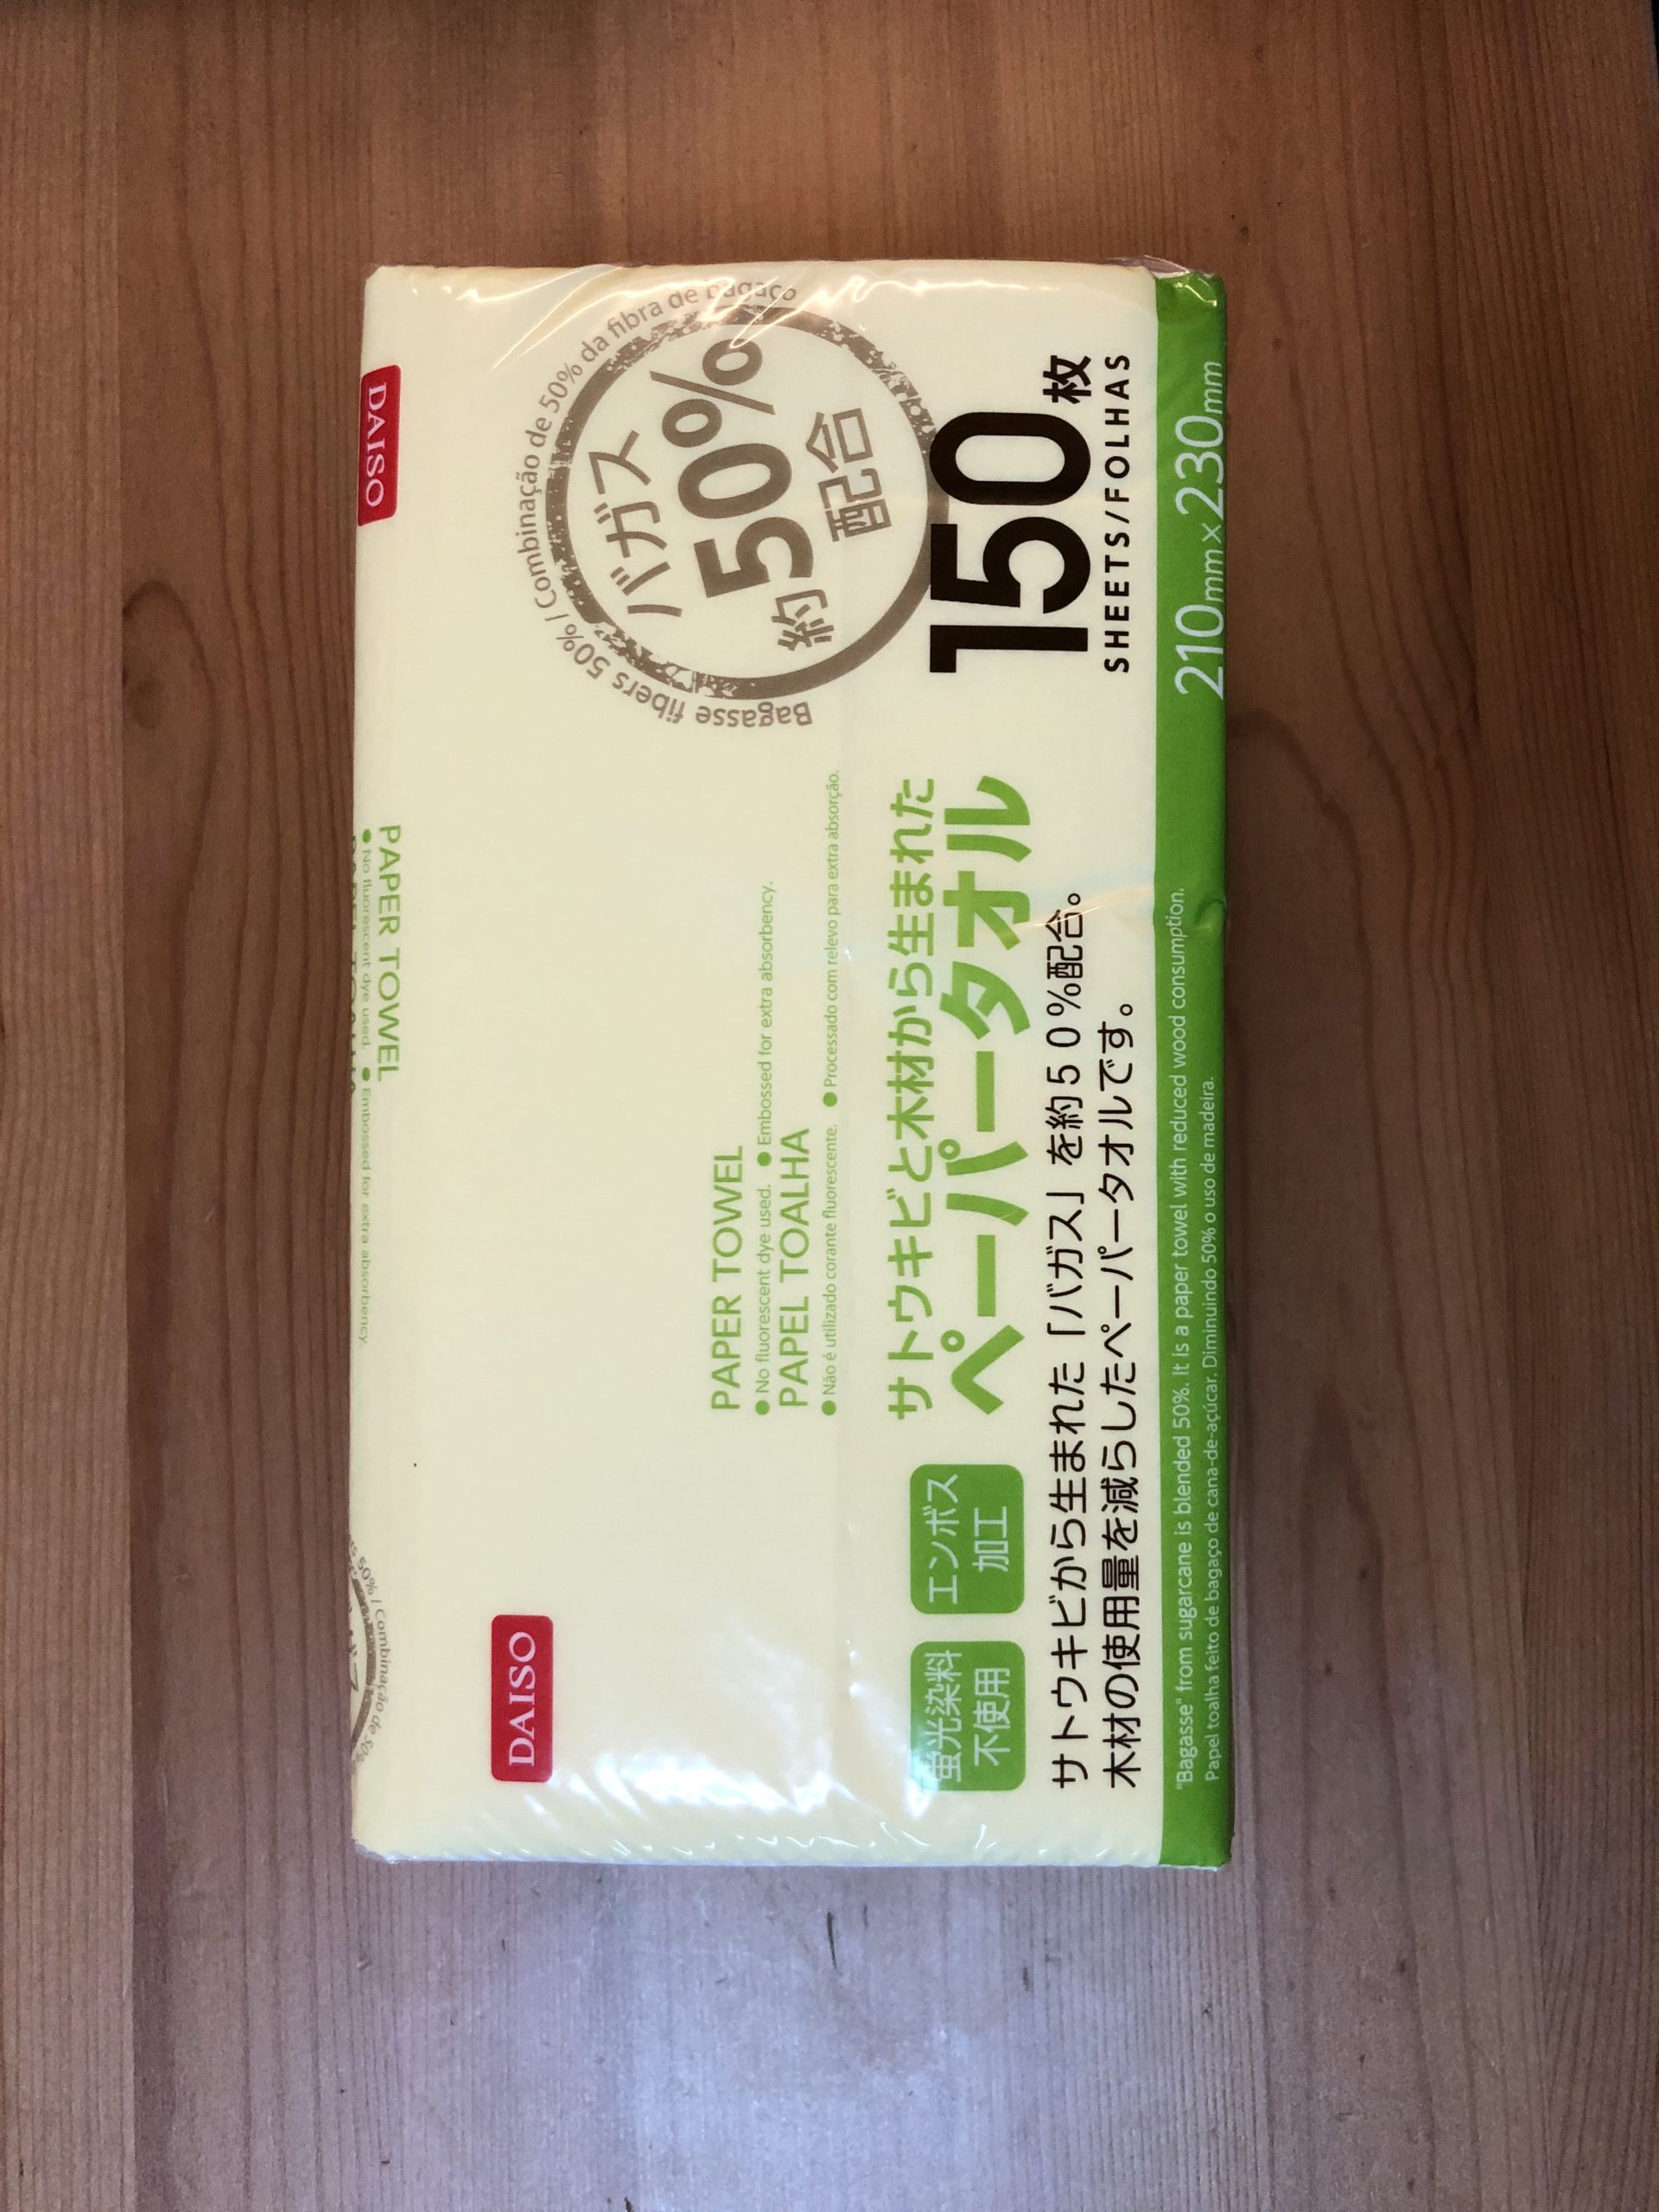 DAISO
バガス
約50%
配合
Bagasse fibers 50% / Combinação de 50% da fibra de bagaço
PAPER TOWEL
● No fluorescent dye used. ● Embossed for extra absorbency.
PAPEL TOALHA
● Não é utilizado corante fluorescente. ● Processado com relevo para extra absorção.
蛍光染料
不使用
エンボス
加工
サトウキビと木材から生まれた
ペーパータオル
150枚
SHEETS/FOLHAS
サトウキビから生まれた「バガス」を約50%配合。
木材の使用量を減らしたペーパータオルです。
210mm×230mm
"Bagasse" from sugarcane is blended 50%. It is a paper towel with reduced wood consumption.
Papel toalha feito de bagaço de cana-de-açúcar. Diminuindo 50% o uso de madeira.
DAISO
PAPER TOWEL
● No fluorescent dye used. ● Embossed for extra absorbency.
50% / Combinação de 50%